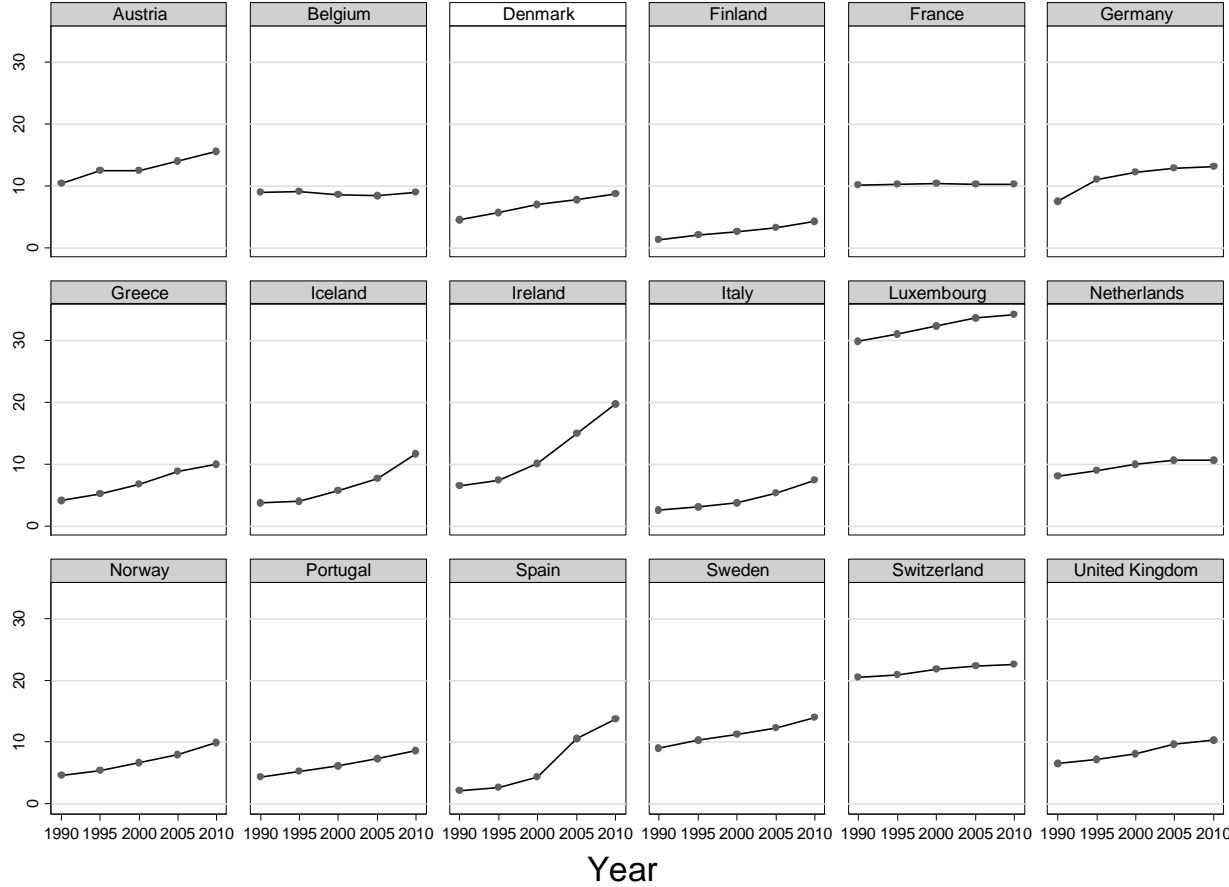 Austria Belgium Denmark Finland France Germany
30
20
10
0
Greece Iceland Ireland Italy Luxembourg Netherlands
30
20
10
0
Norway Portugal Spain Sweden Switzerland United Kingdom
30
20
10
0
1990 1995 2000 2005 2010 1990 1995 2000 2005 2010 1990 1995 2000 2005 2010 1990 1995 2000 2005 2010 1990 1995 2000 2005 2010 1990 1995 2000 2005 2010
Year